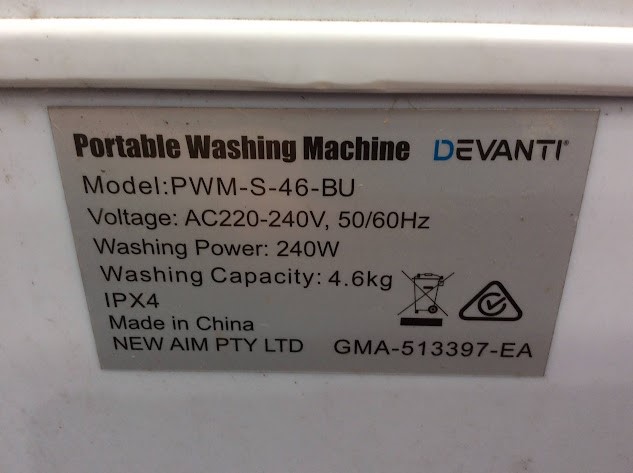 Portable Washing Machine DEVANTI®
Model:PWM-S-46-BU
Voltage: AC220-240V, 50/60Hz
Washing Power: 240W
Washing Capacity: 4.6kg
IPX4
Made in China
NEW AIM PTY LTD GMA-513397-EA